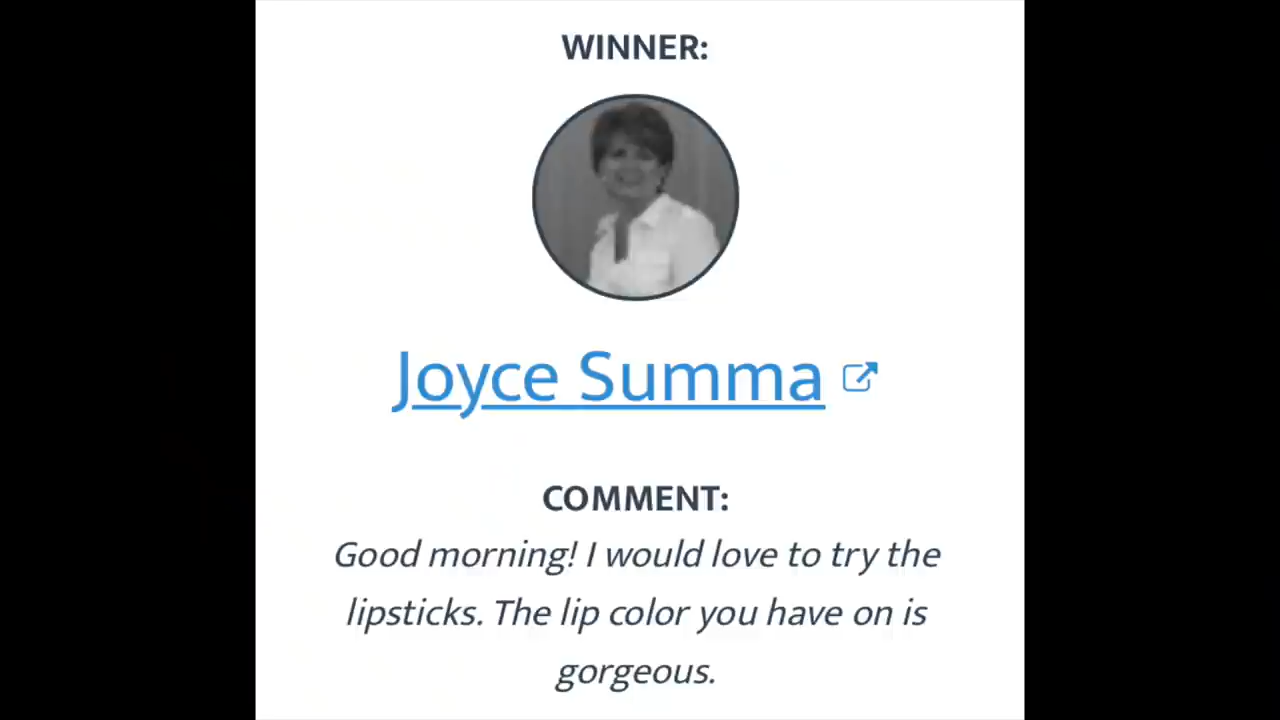 WINNER:
Joyce Summa
COMMENT:
Good morning! I would love to try the
lipsticks. The lip color you have on is
gorgeous.